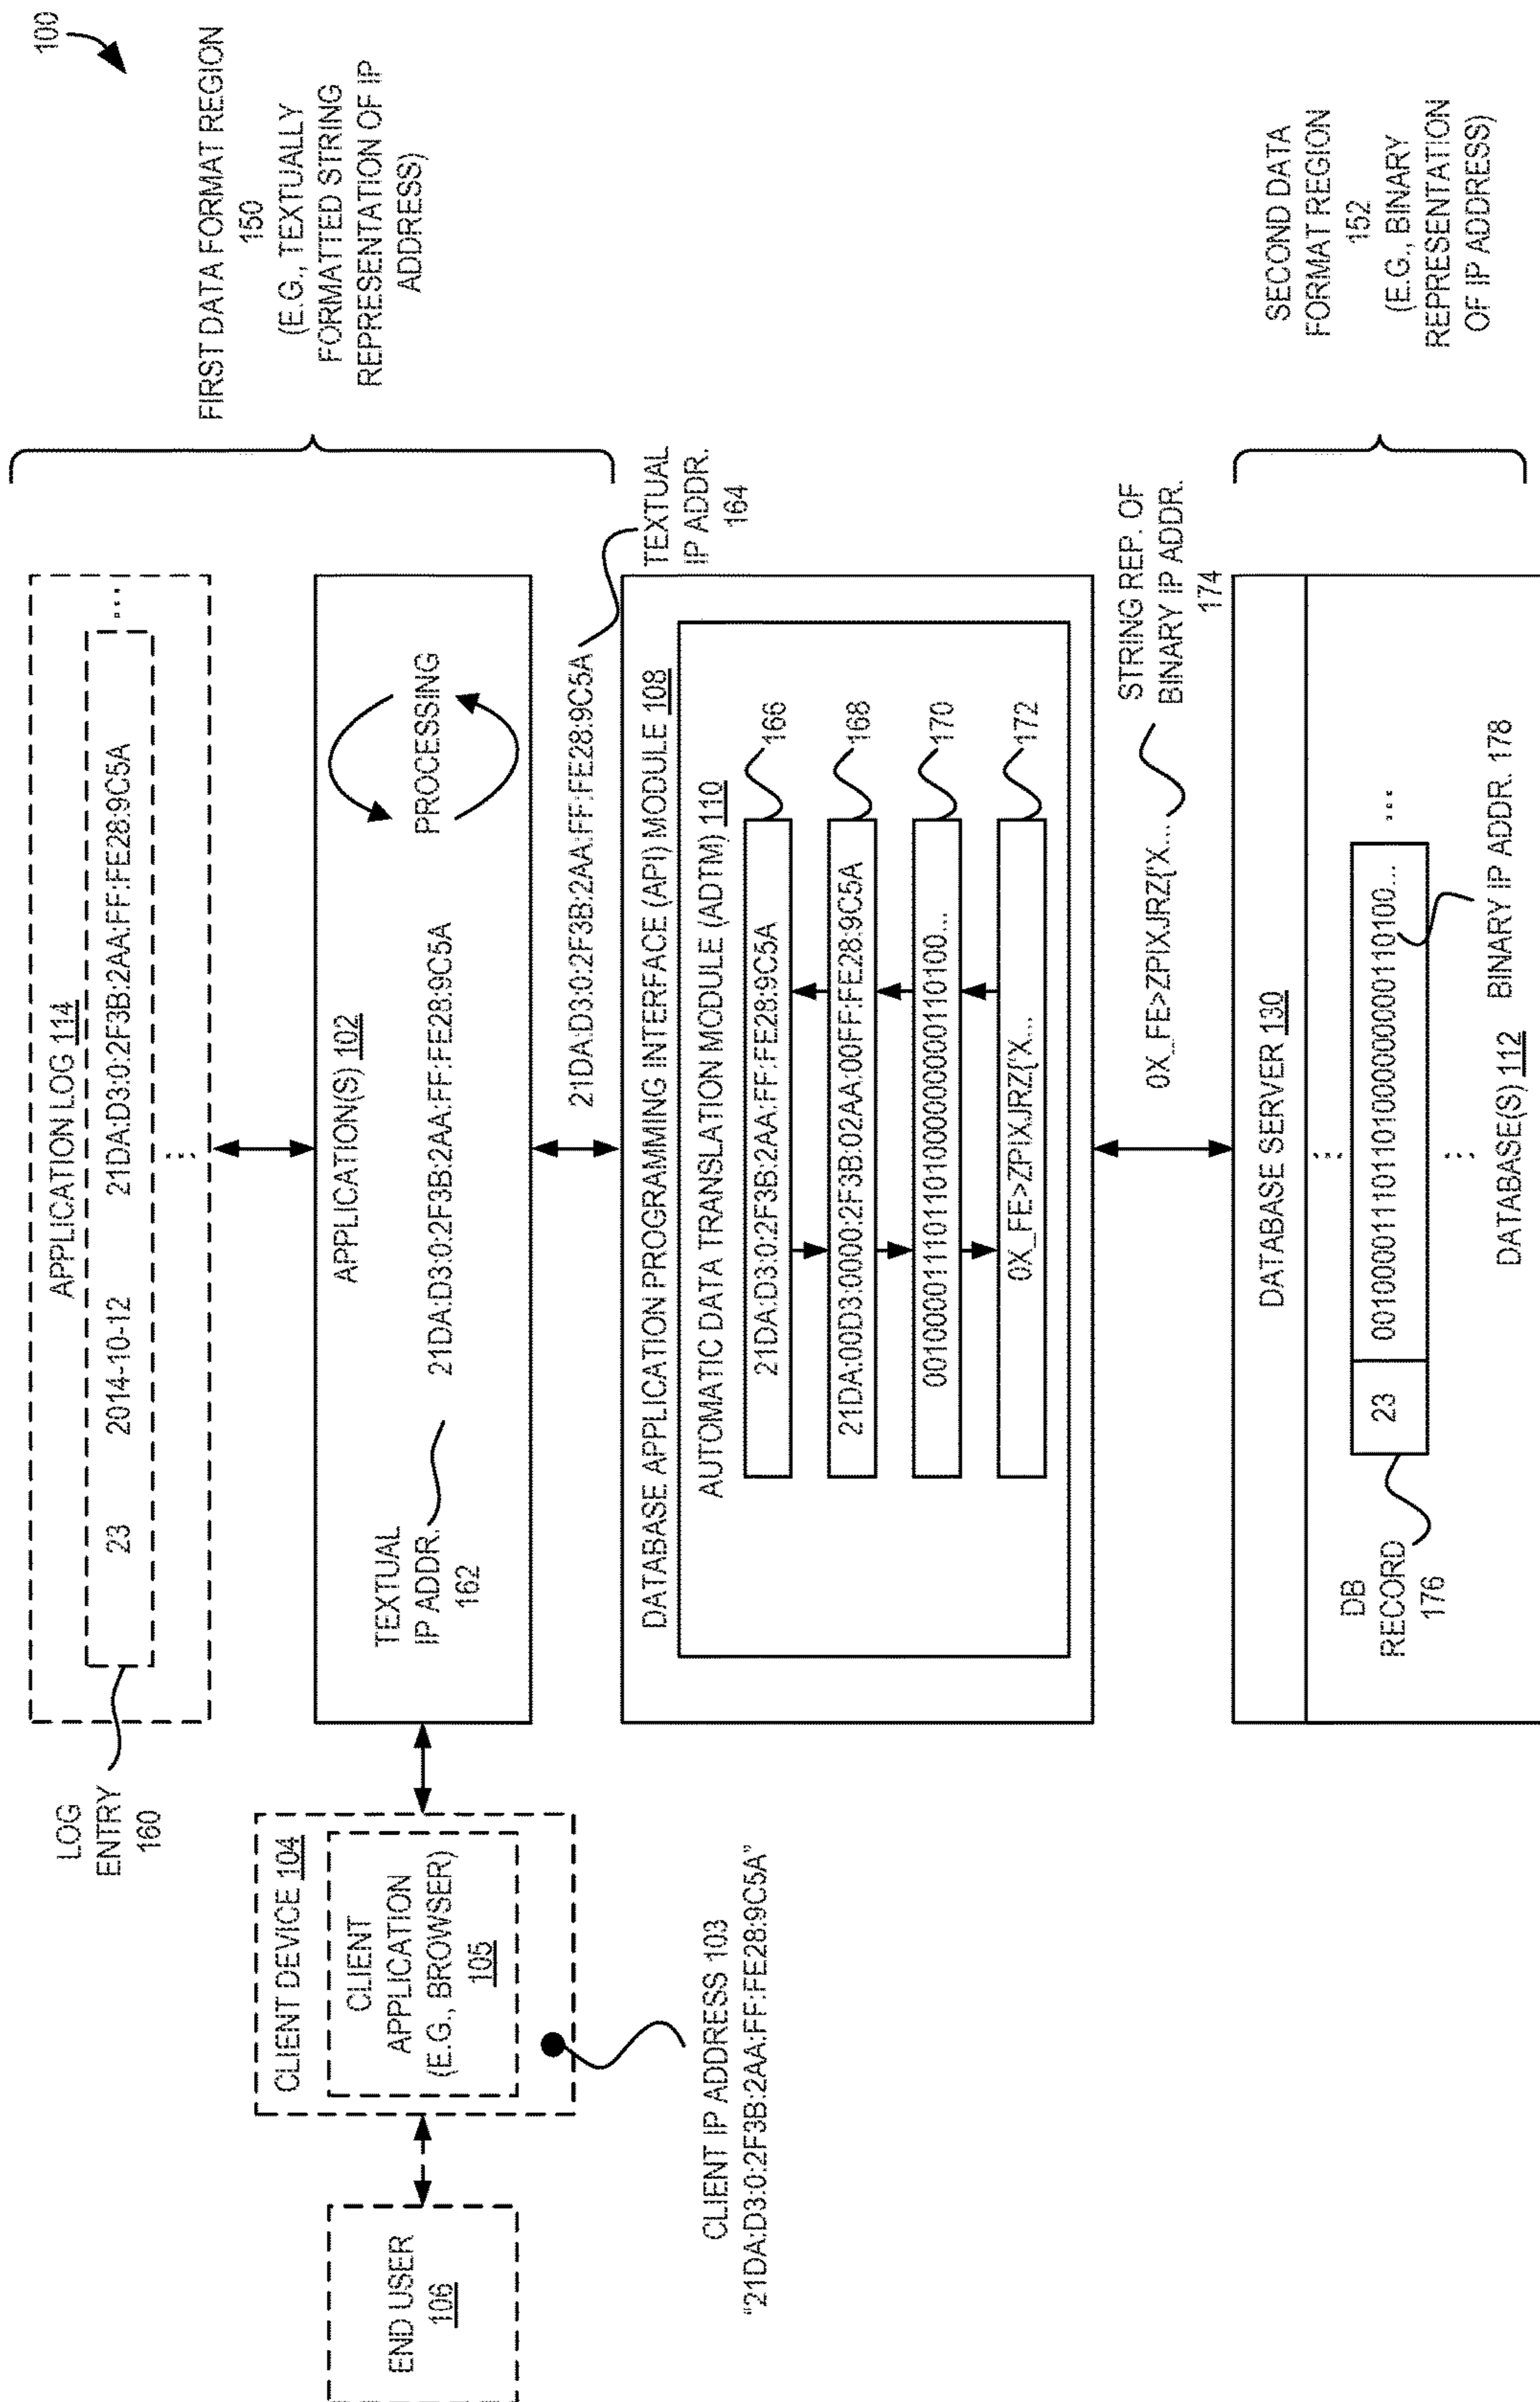 100
FIRST DATA FORMAT REGION
150
(E.G., TEXTUALLY
FORMATTED STRING
REPRESENTATION OF IP
ADDRESS)
APPLICATION LOG 114
23 2014-10-12 21DA:D3:0:2F3B:2AA:FF:FE28:9C5A ...
...
LOG
ENTRY
160
APPLICATION(S) 102
TEXTUAL
IP ADDR.
162
21DA:D3:0:2F3B:2AA:FF:FE28:9C5A
PROCESSING
CLIENT DEVICE 104
CLIENT
APPLICATION
(E.G., BROWSER)
105
END USER
106
CLIENT IP ADDRESS 103
“21DA:D3:0:2F3B:2AA:FF:FE28:9C5A”
21DA:D3:0:2F3B:2AA:FF:FE28:9C5A
TEXTUAL
IP ADDR.
164
DATABASE APPLICATION PROGRAMMING INTERFACE (API) MODULE 108
AUTOMATIC DATA TRANSLATION MODULE (ADTM) 110
21DA:D3:0:2F3B:2AA:FF:FE28:9C5A
166
21DA:00D3:0000:2F3B:02AA:00FF:FE28:9C5A
168
0010000111011010000000000110100...
170
0X_FE>ZPIXJRZ{'X...
172
0X_FE>ZPIXJRZ{'X...
STRING REP. OF
BINARY IP ADDR.
174
SECOND DATA
FORMAT REGION
152
(E.G., BINARY
REPRESENTATION
OF IP ADDRESS)
DATABASE SERVER 130
...
DB
RECORD
176
23 0010000111011010000000000110100... ...
...
DATABASE(S) 112
BINARY IP ADDR. 178